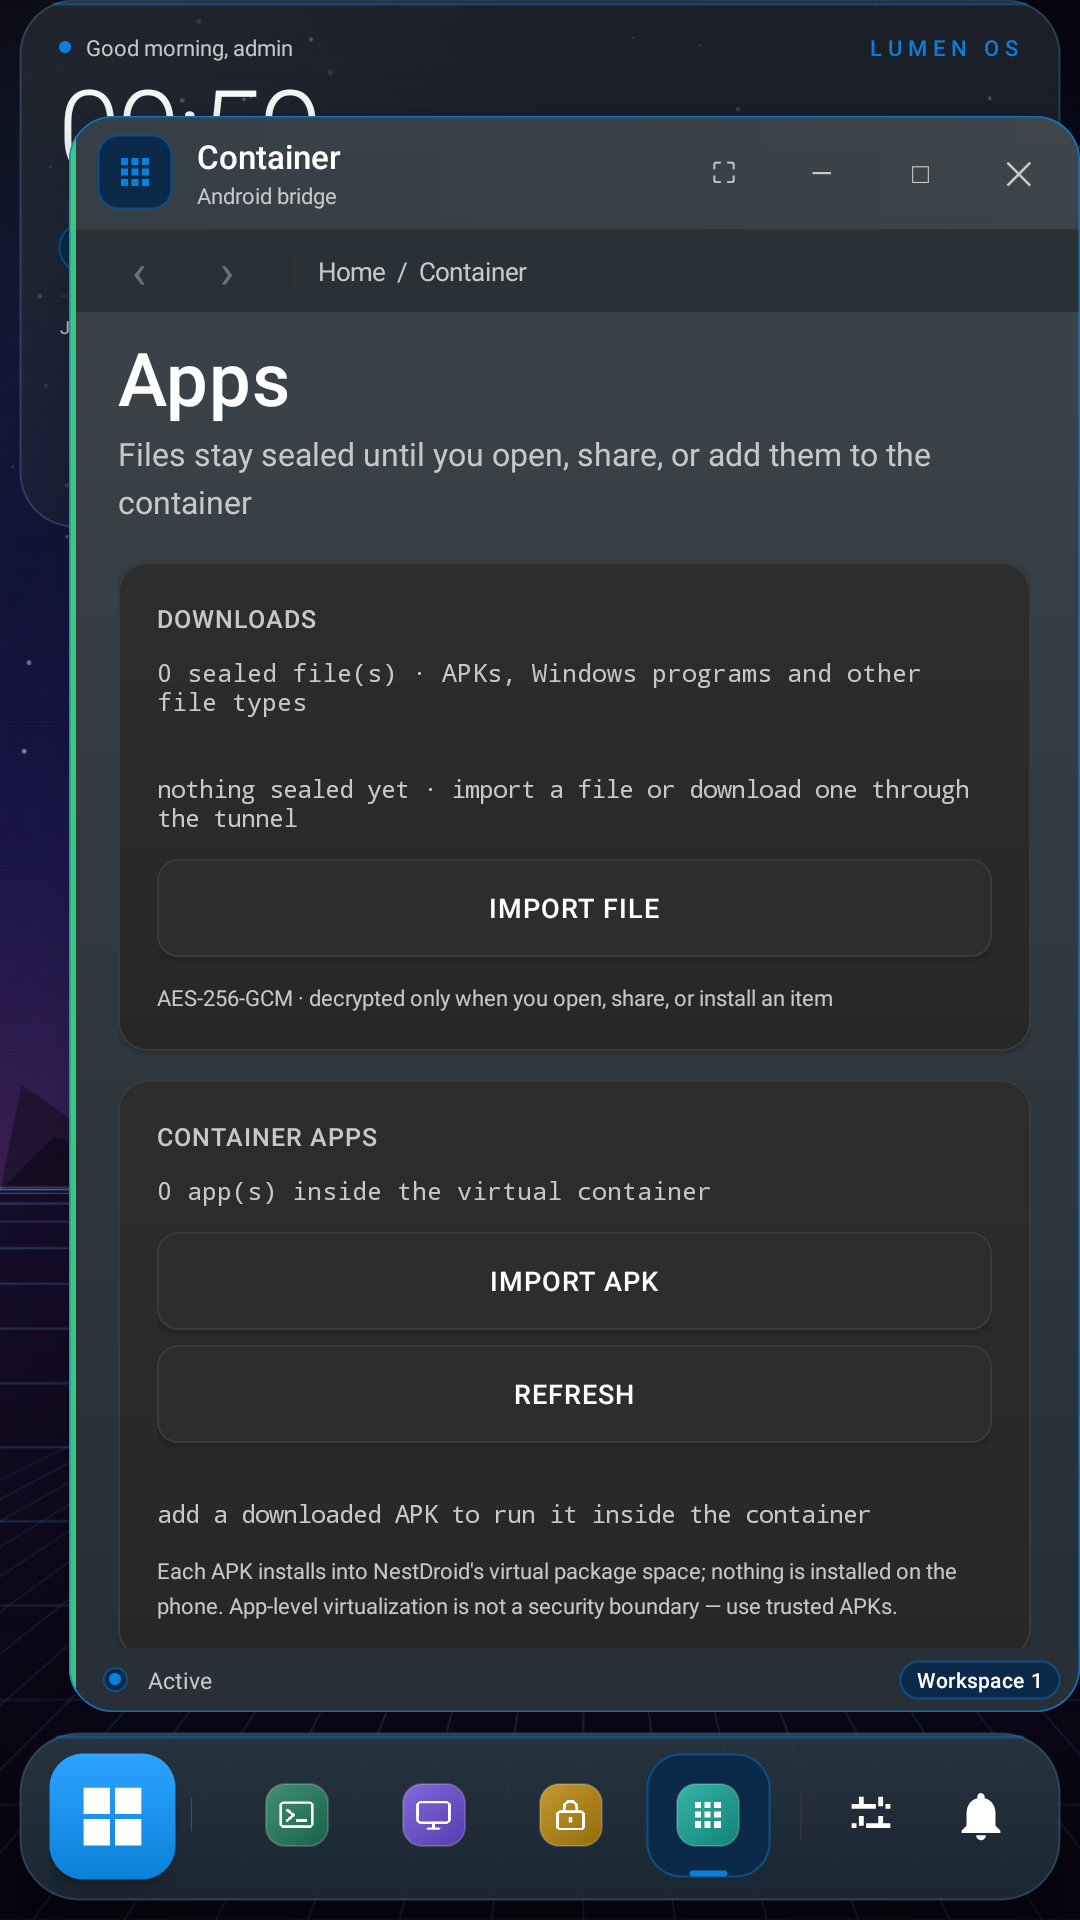 Good morning, admin
LUMEN OS
Container
Android bridge
Home / Container
Apps
Files stay sealed until you open, share, or add them to the
container
DOWNLOADS
0 sealed file(s) · APKs, Windows programs and other
file types
nothing sealed yet · import a file or download one through
the tunnel
IMPORT FILE
AES-256-GCM · decrypted only when you open, share, or install an item
CONTAINER APPS
0 app(s) inside the virtual container
IMPORT APK
REFRESH
add a downloaded APK to run it inside the container
Each APK installs into NestDroid's virtual package space; nothing is installed on the
phone. App-level virtualization is not a security boundary — use trusted APKs.
Active
Workspace 1